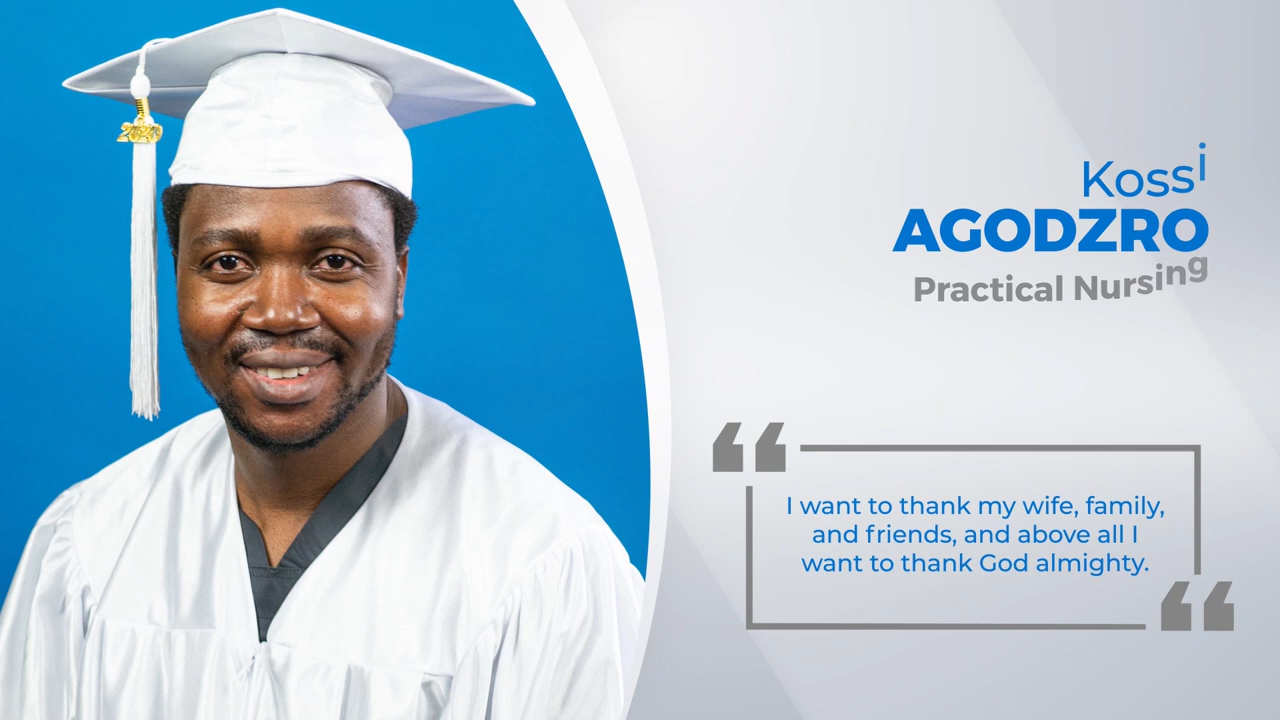 Kossi
AGODZRO
Practical Nursing
I want to thank my wife, family,
and friends, and above all I
want to thank God almighty.